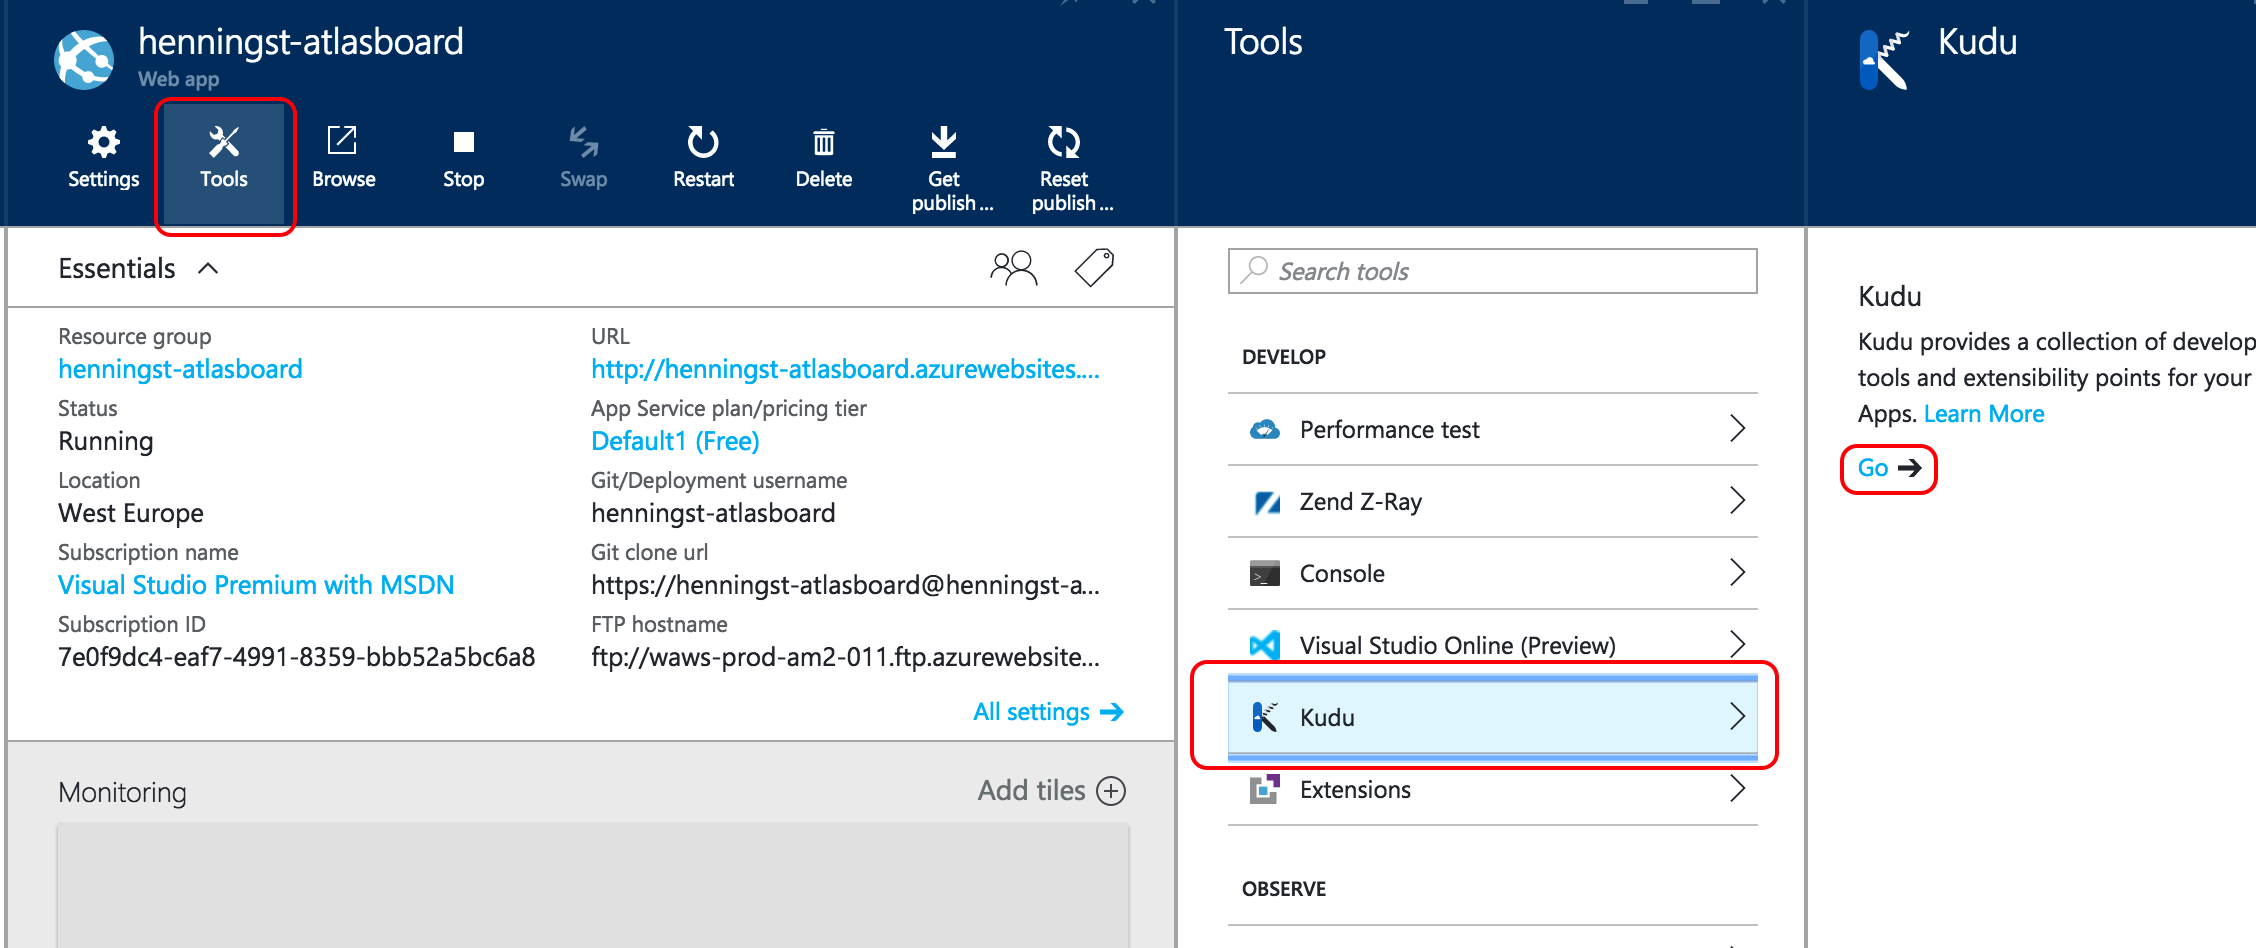 henningst-atlasboard
Web app
Settings
Tools
Browse
Stop
Swap
Restart
Delete
Get
publish ...
Reset
publish ...
Essentials
Resource group
henningst-atlasboard
Status
Running
Location
West Europe
Subscription name
Visual Studio Premium with MSDN
Subscription ID
7e0f9dc4-eaf7-4991-8359-bbb52a5bc6a8
URL
http://henningst-atlasboard.azurewebsites....
App Service plan/pricing tier
Default1 (Free)
Git/Deployment username
henningst-atlasboard
Git clone url
https://henningst-atlasboard@henningst-a...
FTP hostname
ftp://waws-prod-am2-011.ftp.azurewebsite...
All settings
Monitoring
Add tiles
Tools
Search tools
DEVELOP
Performance test
Zend Z-Ray
Console
Visual Studio Online (Preview)
Kudu
Extensions
OBSERVE
Kudu
Kudu
Kudu provides a collection of develop
tools and extensibility points for your
Apps. Learn More
Go